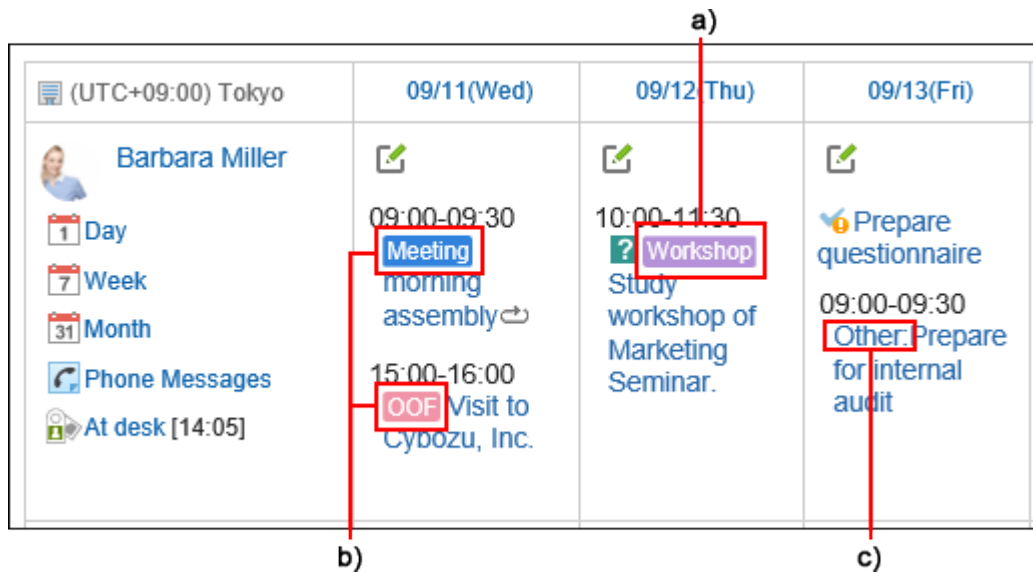 a)
(UTC+09:00) Tokyo
09/11(Wed)
09/12(Thu)
09/13(Fri)
Barbara Miller
1 Day
7 Week
31 Month
Phone Messages
At desk [14:05]
09:00-09:30
Meeting
morning
assembly
15:00-16:00
OOF Visit to
Cybozu, Inc.
10:00-11:30
? Workshop
Study
workshop of
Marketing
Seminar.
Prepare
questionnaire
09:00-09:30
Other:Prepare
for internal
audit
b)
c)